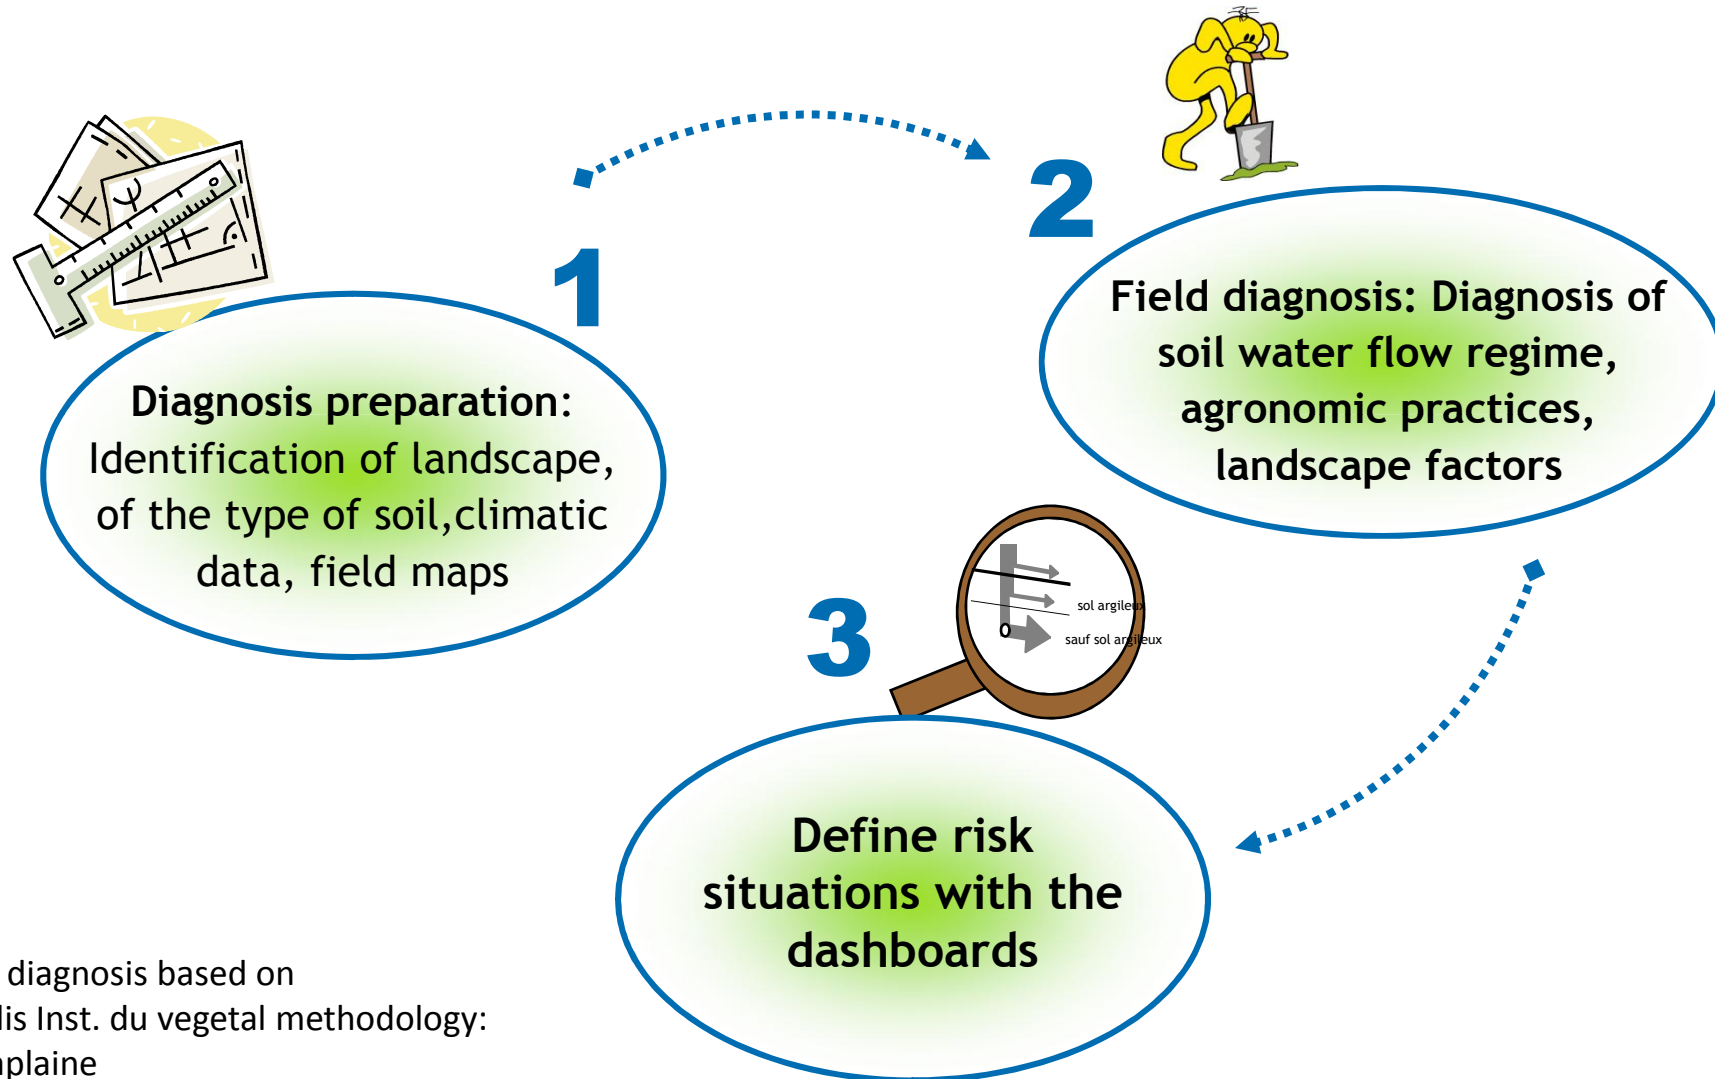 1
Diagnosis preparation:
Identification of landscape,
of the type of soil,climatic
data, field maps
2
Field diagnosis: Diagnosis of
soil water flow regime,
agronomic practices,
landscape factors
3
sol argileux
sauf sol argileux
Define risk
situations with the
dashboards
diagnosis based on
lis Inst. du vegetal methodology:
plaine